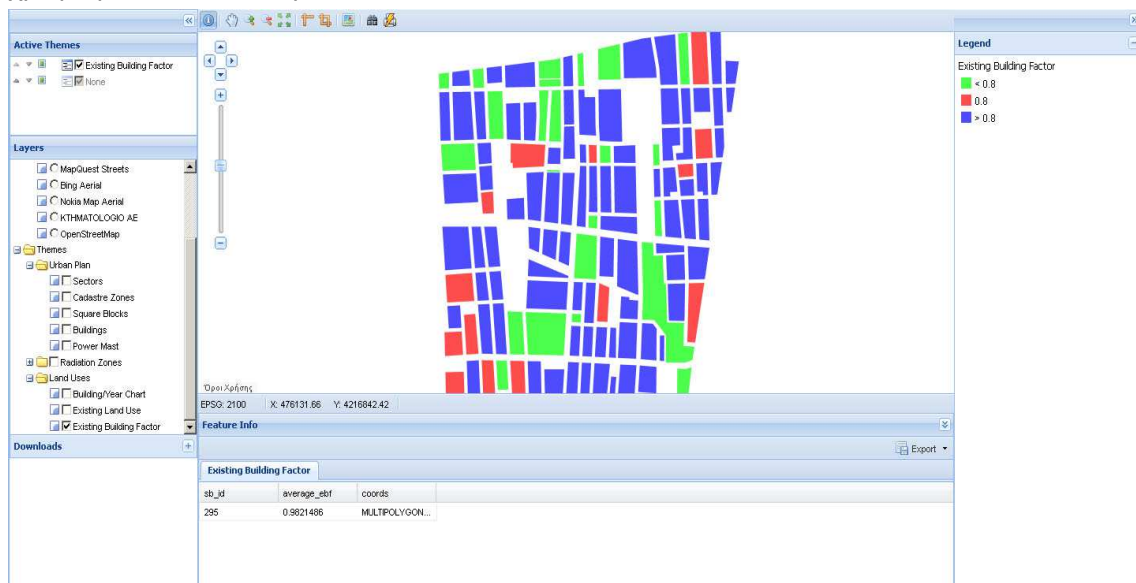 Active Themes
Existing Building Factor
None
Layers
MapQuest Streets
Bing Aerial
Nokia Map Aerial
KTHMATOLOGIO AE
OpenStreetMap
Themes
Urban Plan
Sectors
Cadastre Zones
Square Blocks
Buildings
Power Mast
Radiation Zones
Land Uses
Building/Year Chart
Existing Land Use
Existing Building Factor
Downloads
Όροι Χρήσης
EPSG: 2100 X: 476131.66 Y: 4216842.42
Feature Info
Export
Existing Building Factor
sb_id average_ebf coords
295 0.9821486 MULTIPOLYGON...
Legend
Existing Building Factor
< 0.8
0.8
> 0.8